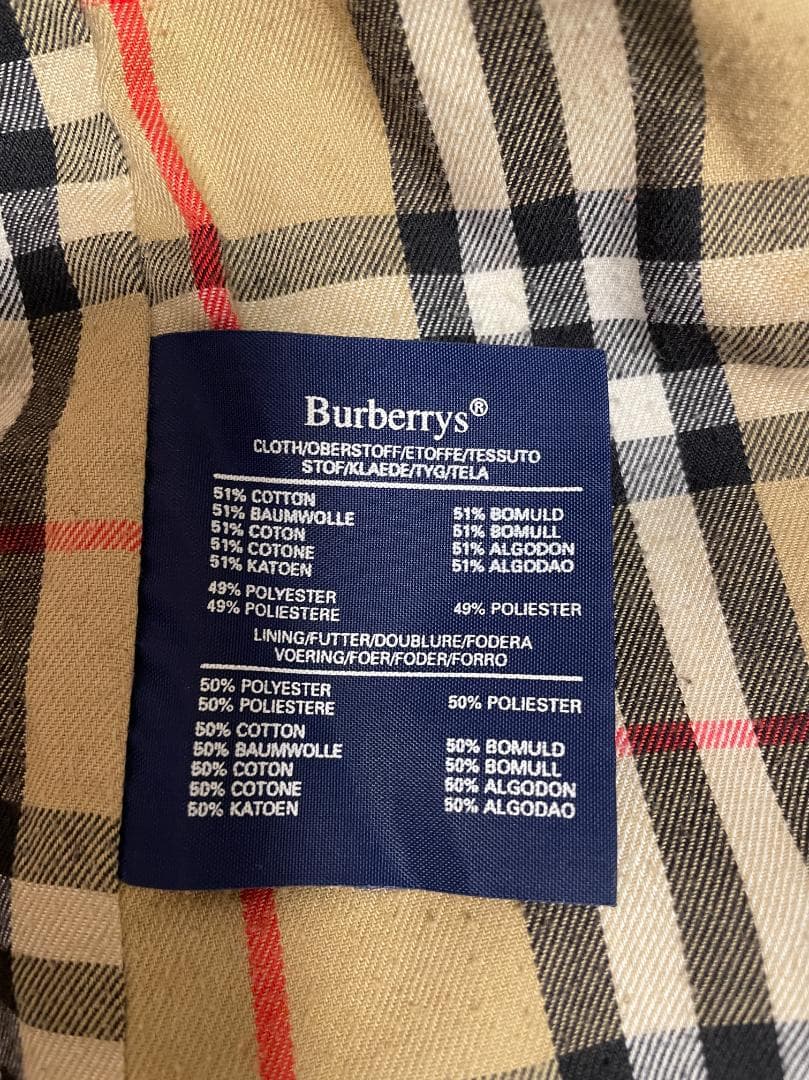 Burberrys®
CLOTH/OBERSTOFF/ETOFFE/TESSUTO
STOF/KLAEDE/TYG/TELA
51% COTTON
51% BAUMWOLLE 51% BOMULD
51% COTON 51% BOMULL
51% COTONE 51% ALGODON
51% KATOEN 51% ALGODAO
49% POLYESTER
49% POLIESTERE 49% POLIESTER
LINING/FUTTER/DOUBLURE/FODERA
VOERING/FOER/FODER/FORRO
50% POLYESTER
50% POLIESTERE 50% POLIESTER
50% COTTON
50% BAUMWOLLE 50% BOMULD
50% COTON 50% BOMULL
50% COTONE 50% ALGODON
50% KATOEN 50% ALGODAO